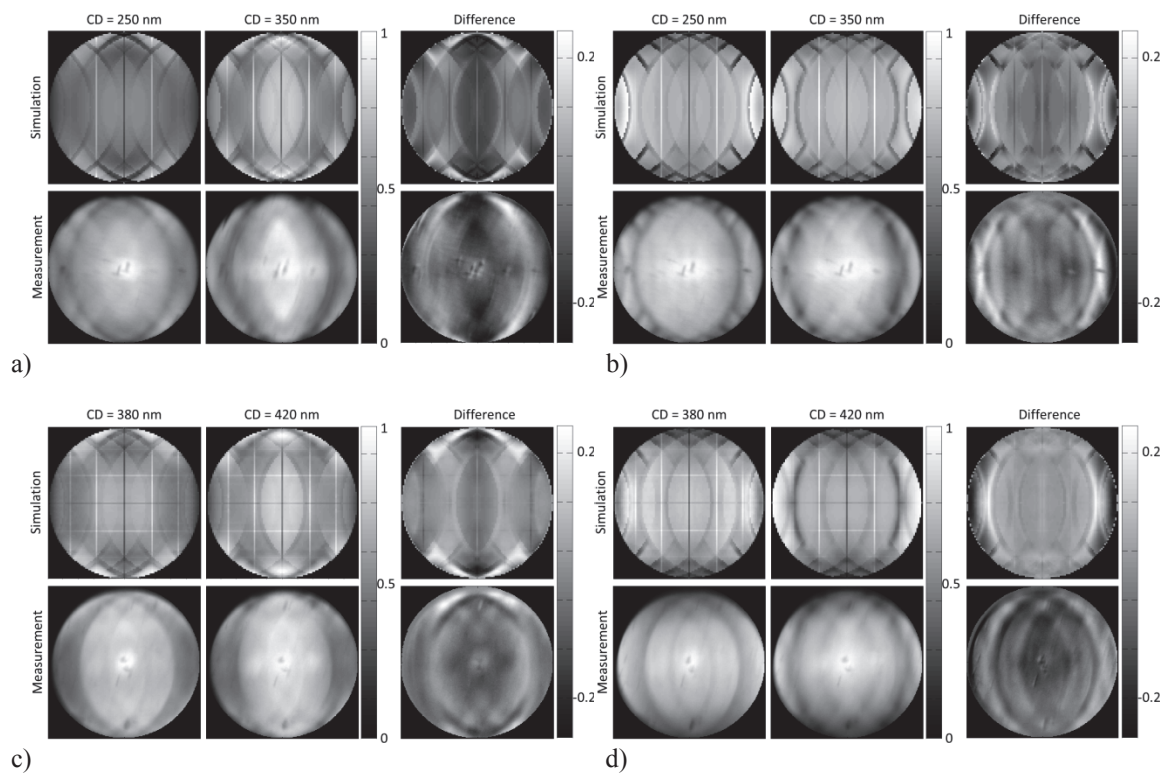 CD = 250 nm CD = 350 nm Difference CD = 250 nm CD = 350 nm Difference
1 0.2 1 0.2
Simulation Simulation
0.5 0.5
Measurement Measurement
-0.2 -0.2
0 0
a) b)
CD = 380 nm CD = 420 nm Difference CD = 380 nm CD = 420 nm Difference
1 0.2 1 0.2
Simulation Simulation
0.5 0.5
Measurement Measurement
-0.2 -0.2
0 0
c) d)